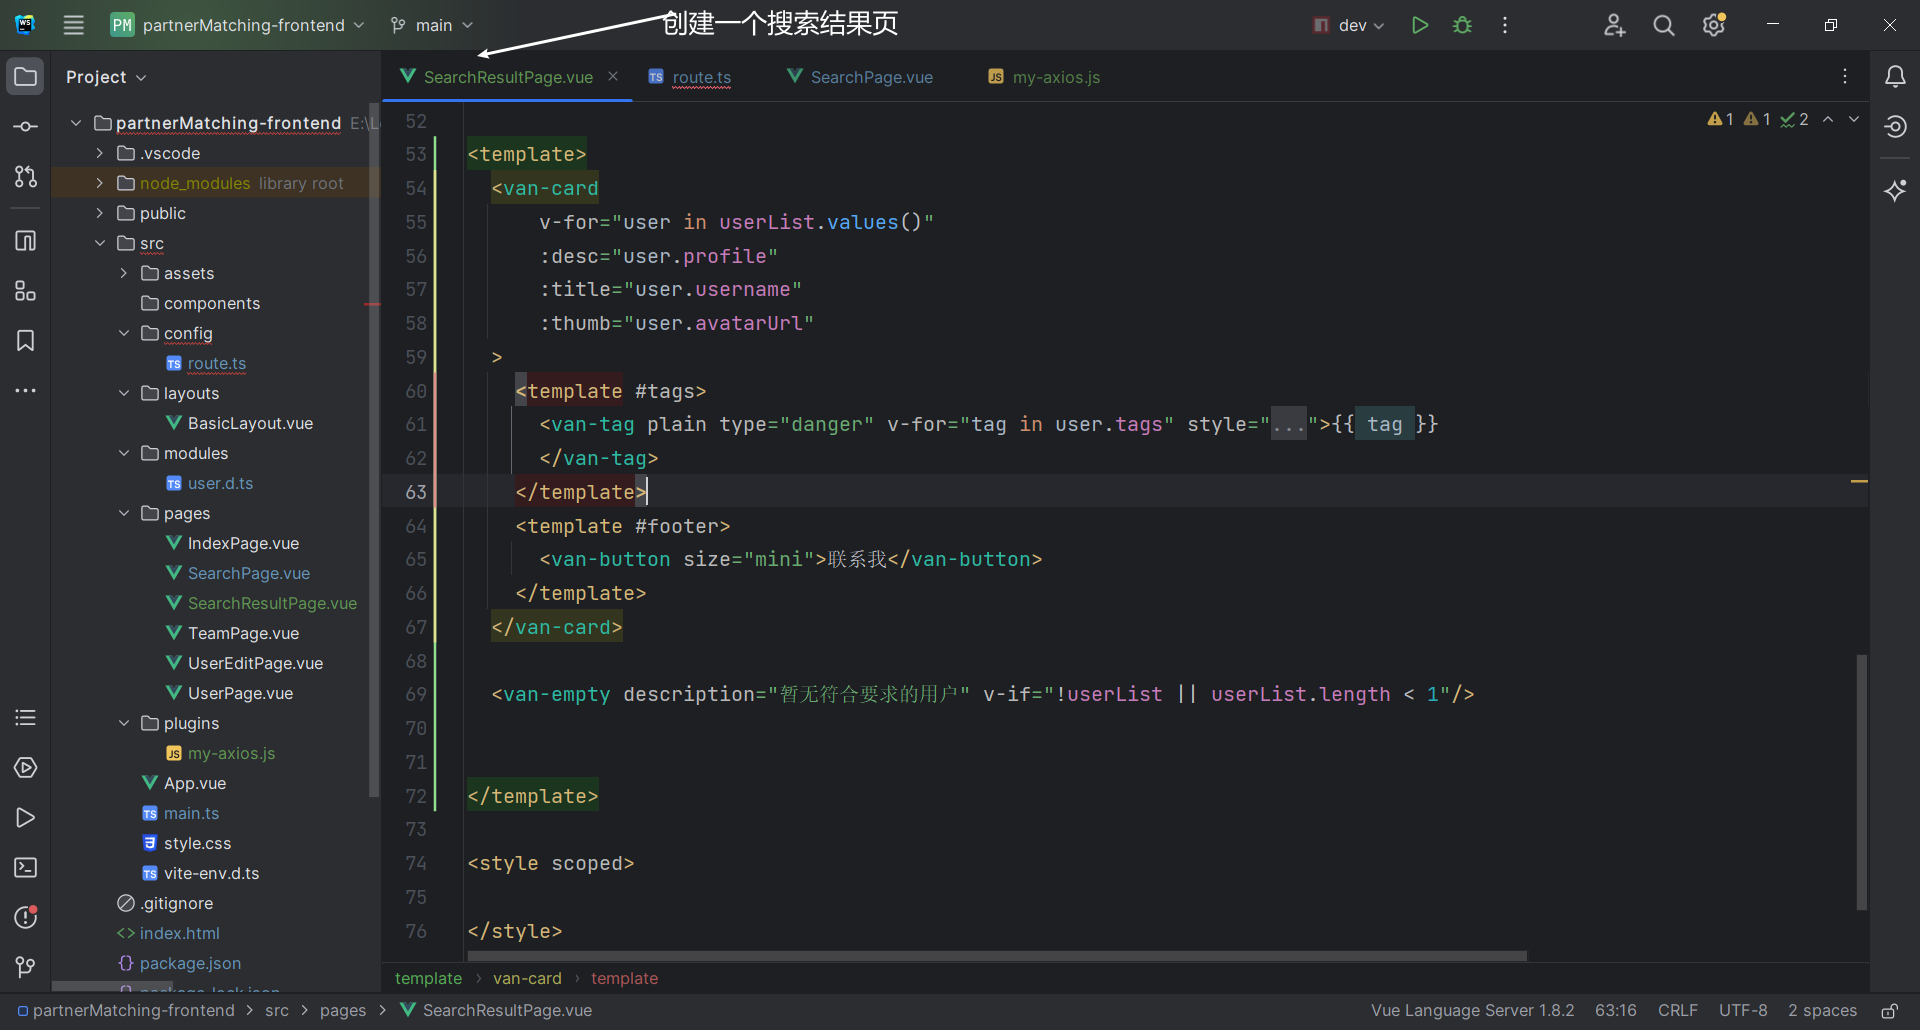 PM partnerMatching-frontend main 创建一个搜索结果页 dev
Project
SearchResultPage.vue
TS route.ts
SearchPage.vue
JS my-axios.js
partnerMatching-frontend E:\L
.vscode
node_modules library root
public
src
assets
components
config
TS route.ts
layouts
BasicLayout.vue
modules
TS user.d.ts
pages
IndexPage.vue
SearchPage.vue
SearchResultPage.vue
TeamPage.vue
UserEditPage.vue
UserPage.vue
plugins
JS my-axios.js
App.vue
TS main.ts
style.css
TS vite-env.d.ts
.gitignore
index.html
package.json
package-lock.json
1 1 2
52
53 <template>
54 <van-card
55 v-for="user in userList.values()"
56 :desc="user.profile"
57 :title="user.username"
58 :thumb="user.avatarUrl"
59 >
60 <template #tags>
61 <van-tag plain type="danger" v-for="tag in user.tags" style="...">{{ tag }}
62 </van-tag>
63 </template>
64 <template #footer>
65 <van-button size="mini">联系我</van-button>
66 </template>
67 </van-card>
68
69 <van-empty description="暂无符合要求的用户" v-if="!userList || userList.length < 1"/>
70
71
72 </template>
73
74 <style scoped>
75
76 </style>
template › van-card › template
partnerMatching-frontend > src > pages > SearchResultPage.vue
Vue Language Server 1.8.2 63:16 CRLF UTF-8 2 spaces